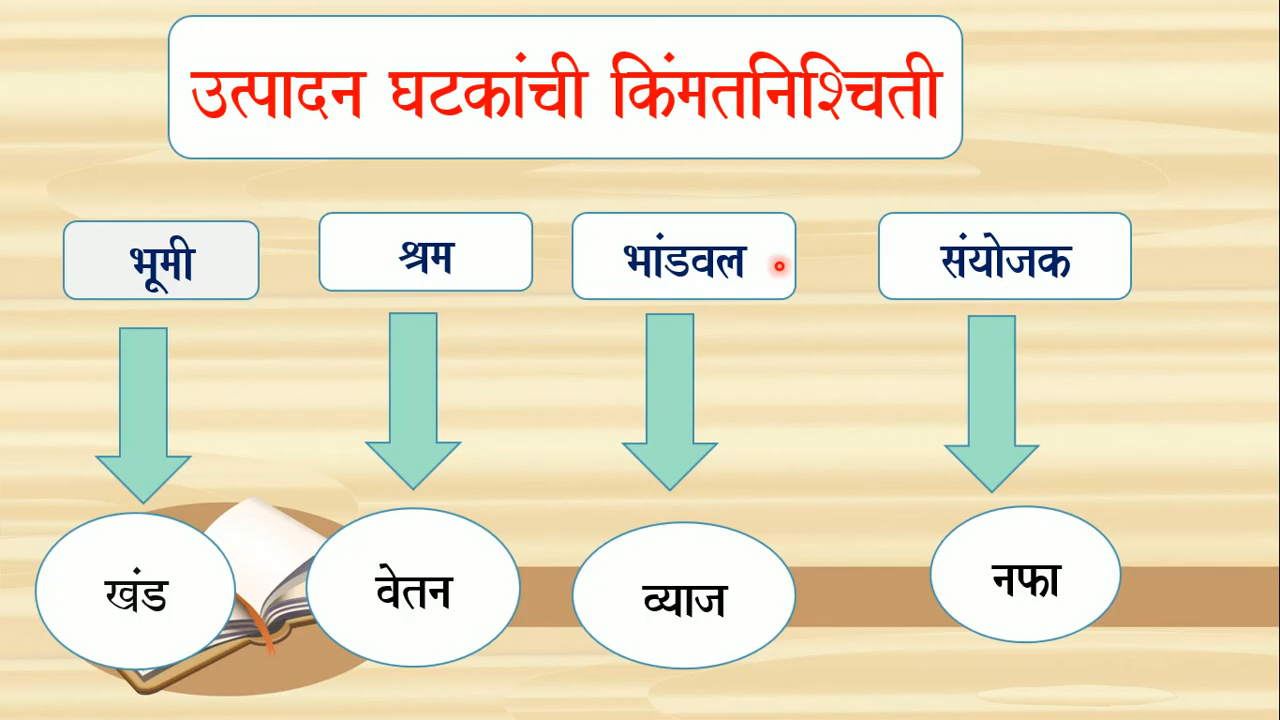 उत्पादन घटकांची किंमतनिश्चिती
भूमी श्रम भांडवल संयोजक
खंड वेतन व्याज नफा